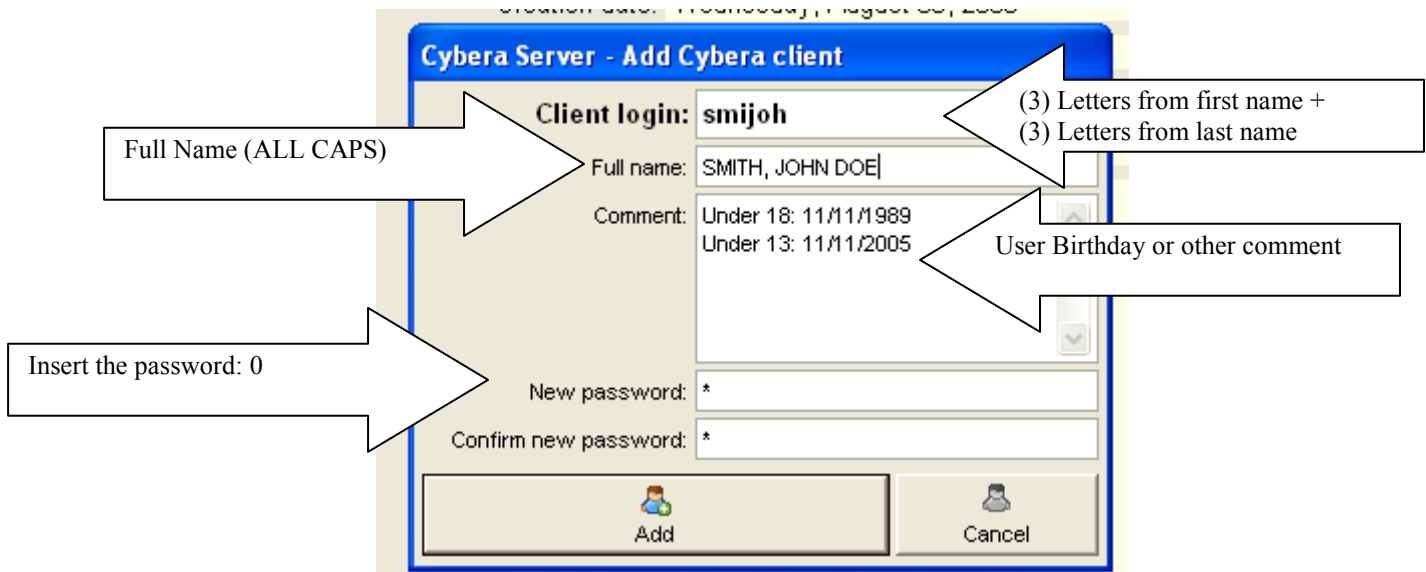 Cybera Server - Add Cybera client
Client login: smijoh
(3) Letters from first name +
(3) Letters from last name
Full Name (ALL CAPS)
Full name: SMITH, JOHN DOE
Comment: Under 18: 11/11/1989
Under 13: 11/11/2005
User Birthday or other comment
Insert the password: 0
New password: *
Confirm new password: *
Add
Cancel